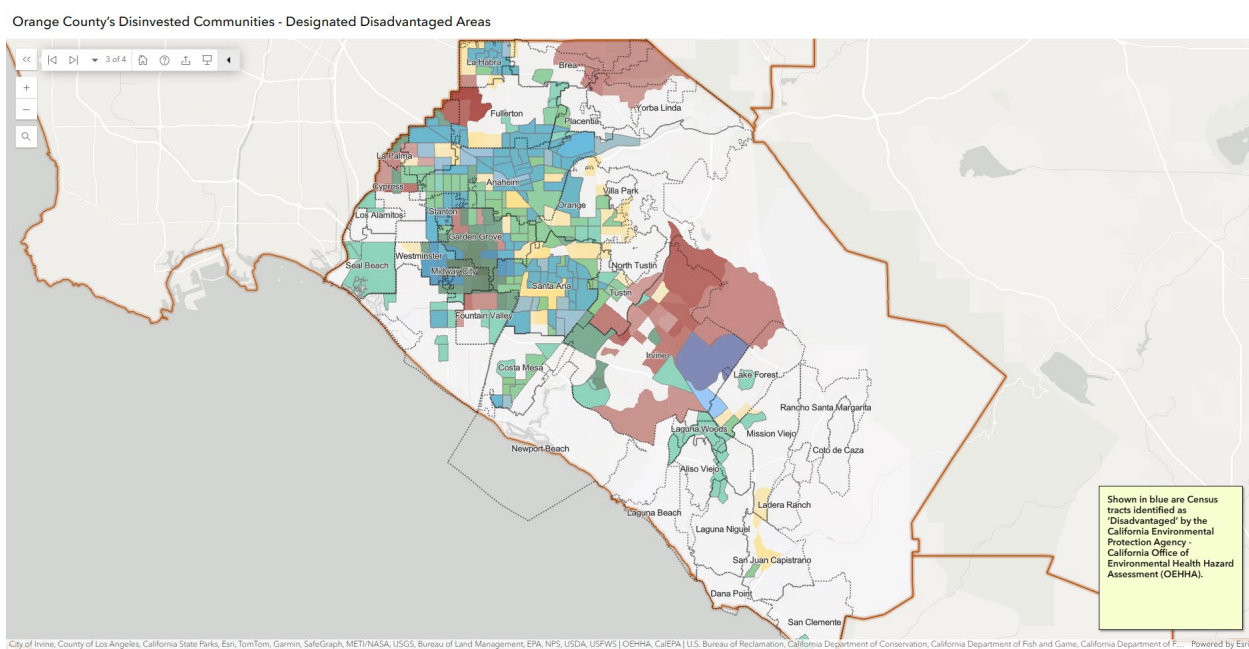 Orange County's Disinvested Communities - Designated Disadvantaged Areas
3 of 4
La Habra
Brea
Yorba Linda
Fullerton
Placentia
La Palma
Cypress
Anaheim
Villa Park
Los Alamitos
Stanton
Orange
Garden Grove
Westminster
Seal Beach
Midway City
North Tustin
Santa Ana
Tustin
Fountain Valley
Irvine
Costa Mesa
Lake Forest
Rancho Santa Margarita
Laguna Woods
Mission Viejo
Newport Beach
Coto de Caza
Aliso Viejo
Ladera Ranch
Laguna Beach
Laguna Niguel
San Juan Capistrano
Dana Point
San Clemente
Shown in blue are Census
tracts identified as
'Disadvantaged' by the
California Environmental
Protection Agency -
California Office of
Environmental Health Hazard
Assessment (OEHHA).
City of Irvine, County of Los Angeles, California State Parks, Esri, TomTom, Garmin, SafeGraph, METI/NASA, USGS, Bureau of Land Management, EPA, NPS, USDA, USFWS | OEHHA, CalEPA | U.S. Bureau of Reclamation, California Department of Conservation, California Department of Fish and Game, California Department of F... Powered by Esri